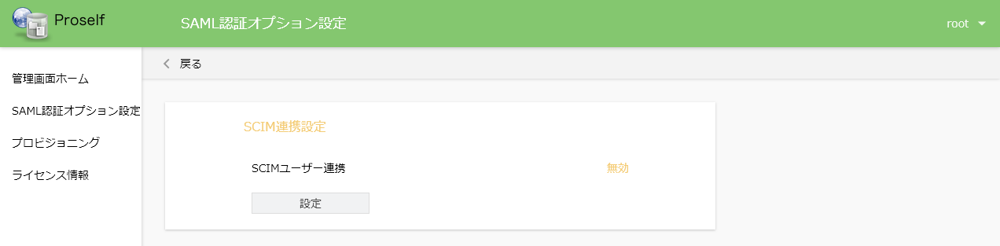 Proself
SAML認証オプション設定
root
戻る
管理画面ホーム
SAML認証オプション設定
プロビジョニング
ライセンス情報
SCIM連携設定
SCIMユーザー連携 無効
設定